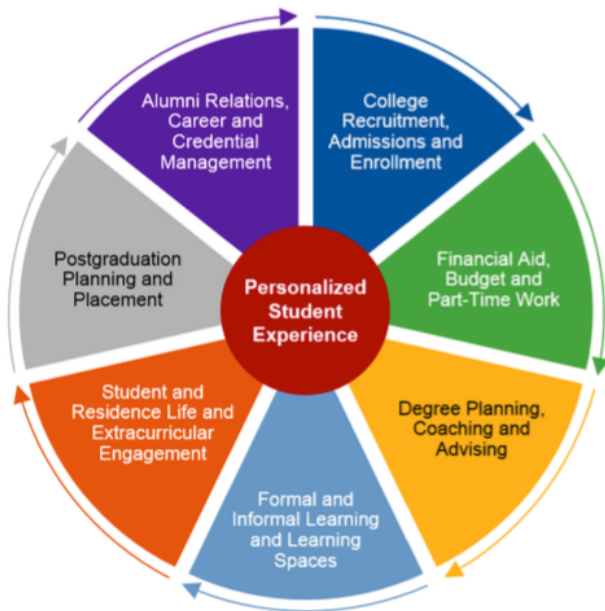 Alumni Relations,
Career and
Credential
Management
College
Recruitment,
Admissions and
Enrollment
Postgraduation
Planning and
Placement
Personalized
Student
Experience
Financial Aid,
Budget and
Part-Time Work
Student and
Residence Life and
Extracurricular
Engagement
Degree Planning,
Coaching and
Advising
Formal and
Informal Learning
and Learning
Spaces